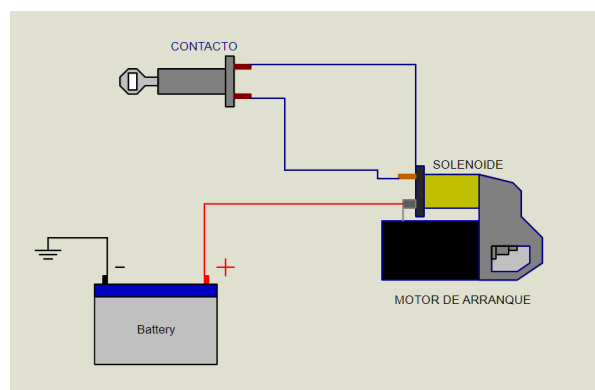 CONTACTO
SOLENOIDE
MOTOR DE ARRANQUE
- +
Battery